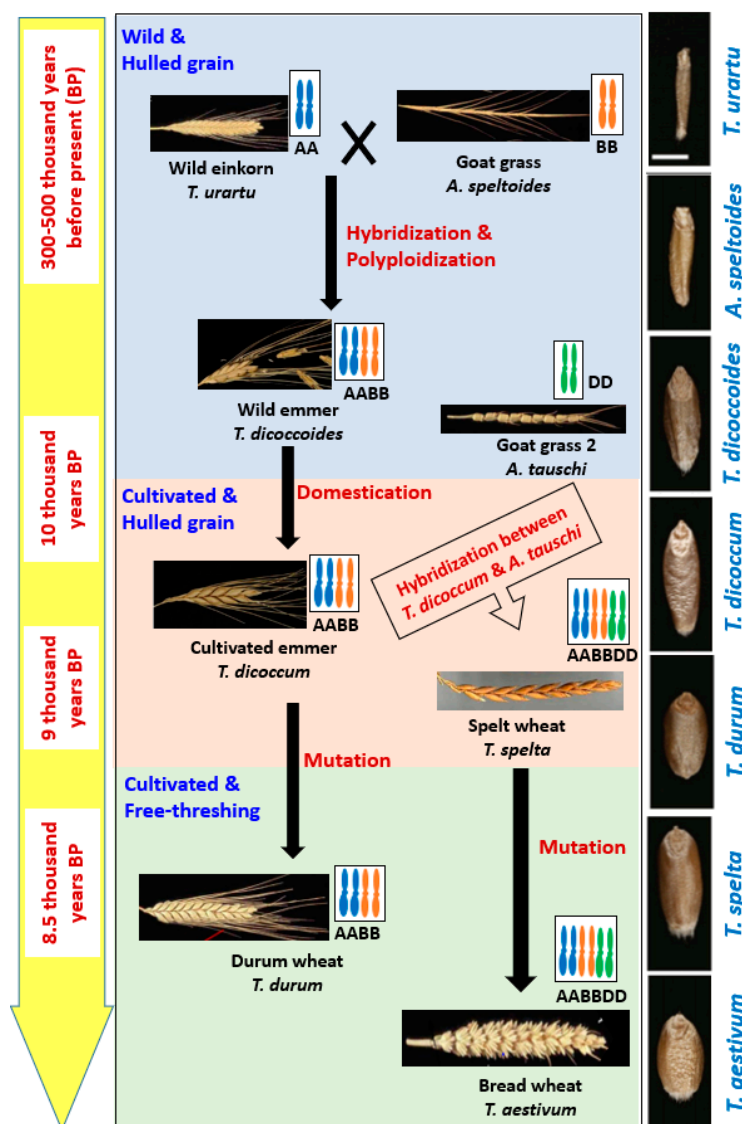 300-500 thousand years
before present (BP)
10 thousand
years BP
9 thousand
years BP
8.5 thousand
years BP
Wild &
Hulled grain
AA
BB
Wild einkorn
T. urartu
Goat grass
A. speltoides
Hybridization &
Polyploidization
AABB
DD
Wild emmer
T. dicoccoides
Goat grass 2
A. tauschi
Cultivated &
Hulled grain
Domestication
Hybridization between
T. dicoccum & A. tauschi
AABB
AABBDD
Cultivated emmer
T. dicoccum
Spelt wheat
T. spelta
Mutation
Cultivated &
Free-threshing
Mutation
AABB
Durum wheat
T. durum
AABBDD
Bread wheat
T. aestivum
T. urartu
A. speltoides
T. dicoccoides
T. dicoccum
T. durum
T. spelta
T. aestivum